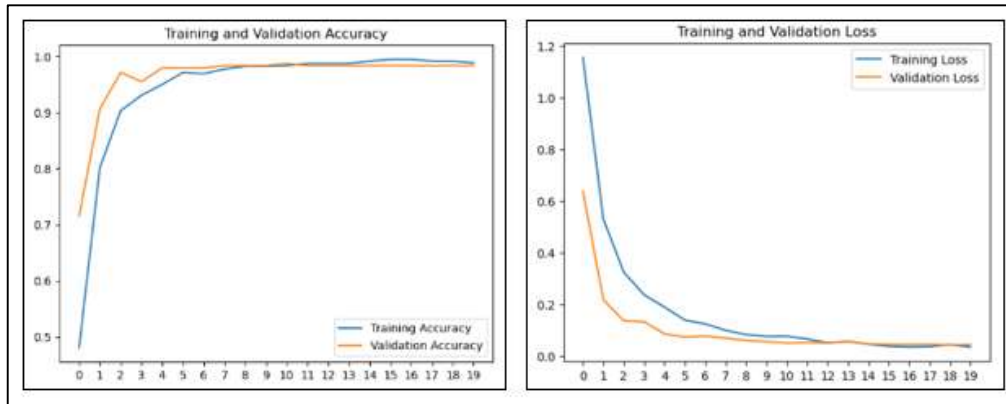 Training and Validation Accuracy
1.0
0.9
0.8
0.7
0.6
0.5
Training Accuracy
Validation Accuracy
0 1 2 3 4 5 6 7 8 9 10 11 12 13 14 15 16 17 18 19
Training and Validation Loss
1.2
1.0
0.8
0.6
0.4
0.2
0.0
Training Loss
Validation Loss
0 1 2 3 4 5 6 7 8 9 10 11 12 13 14 15 16 17 18 19